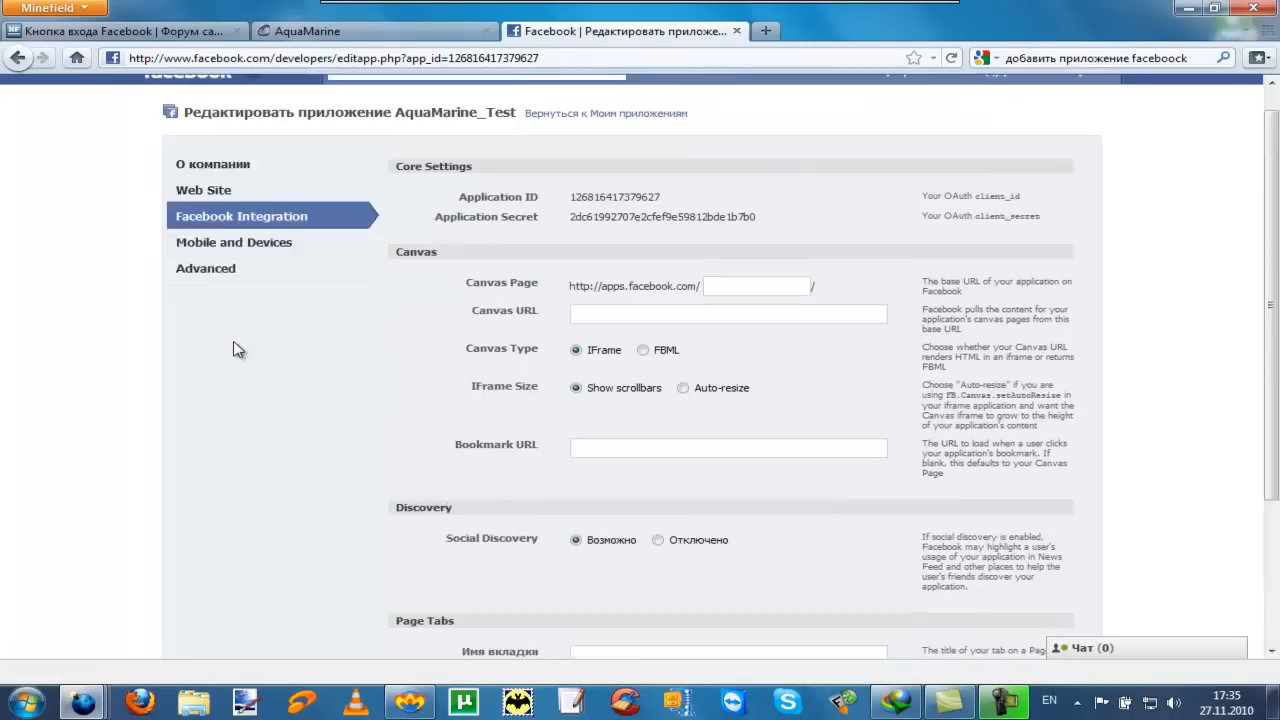 Minefield
Кнопка входа Facebook | Форум са...
AquaMarine
Facebook | Редактировать приложе...
http://www.facebook.com/developers/editapp.php?app_id=126816417379627
добавить приложение faceboock
Редактировать приложение AquaMarine_Test
Вернуться к Моим приложениям
О компании
Web Site
Facebook Integration
Mobile and Devices
Advanced
Core Settings
Application ID
126816417379627
Your OAuth client_id
Application Secret
2dc61992707e2cfef9e59812bde1b7b0
Your OAuth client_secret
Canvas
Canvas Page
http://apps.facebook.com/
/
The base URL of your application on
Facebook
Canvas URL
Facebook pulls the content for your
application's canvas pages from this
base URL
Canvas Type
IFrame
FBML
Choose whether your Canvas URL
renders HTML in an iframe or returns
FBML
IFrame Size
Show scrollbars
Auto-resize
Choose "Auto-resize" if you are
using FB.Canvas.setAutoResize in
your iframe application and want the
Canvas iframe to grow to the height
of your application's content
Bookmark URL
The URL to load when a user clicks
your application's bookmark. If
blank, this defaults to your Canvas
Page
Discovery
Social Discovery
Возможно
Отключено
If social discovery is enabled,
Facebook may highlight a user's
usage of your application in News
Feed and other places to help the
user's friends discover your
application.
Page Tabs
Имя вкладки
The title of your tab on a Pag
Чат (0)
EN
17:35
27.11.2010